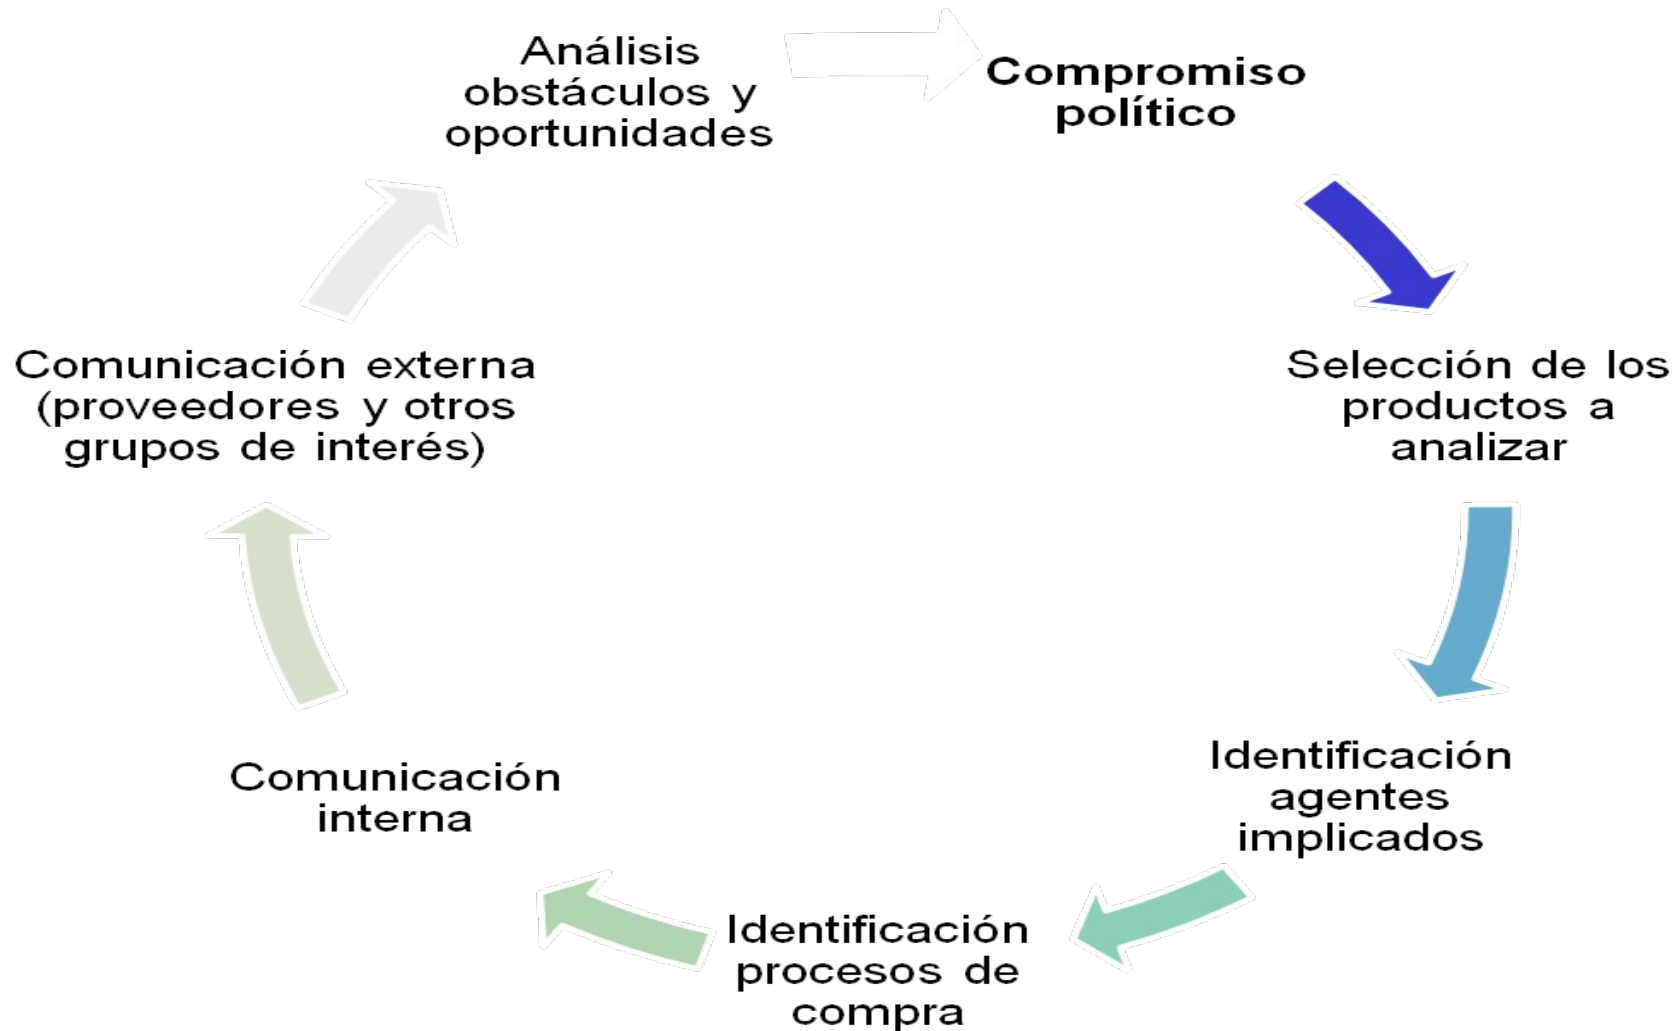 Análisis
obstáculos y
oportunidades
Compromiso
político
Selección de los
productos a
analizar
Identificación
agentes
implicados
Identificación
procesos de
compra
Comunicación
interna
Comunicación externa
(proveedores y otros
grupos de interés)